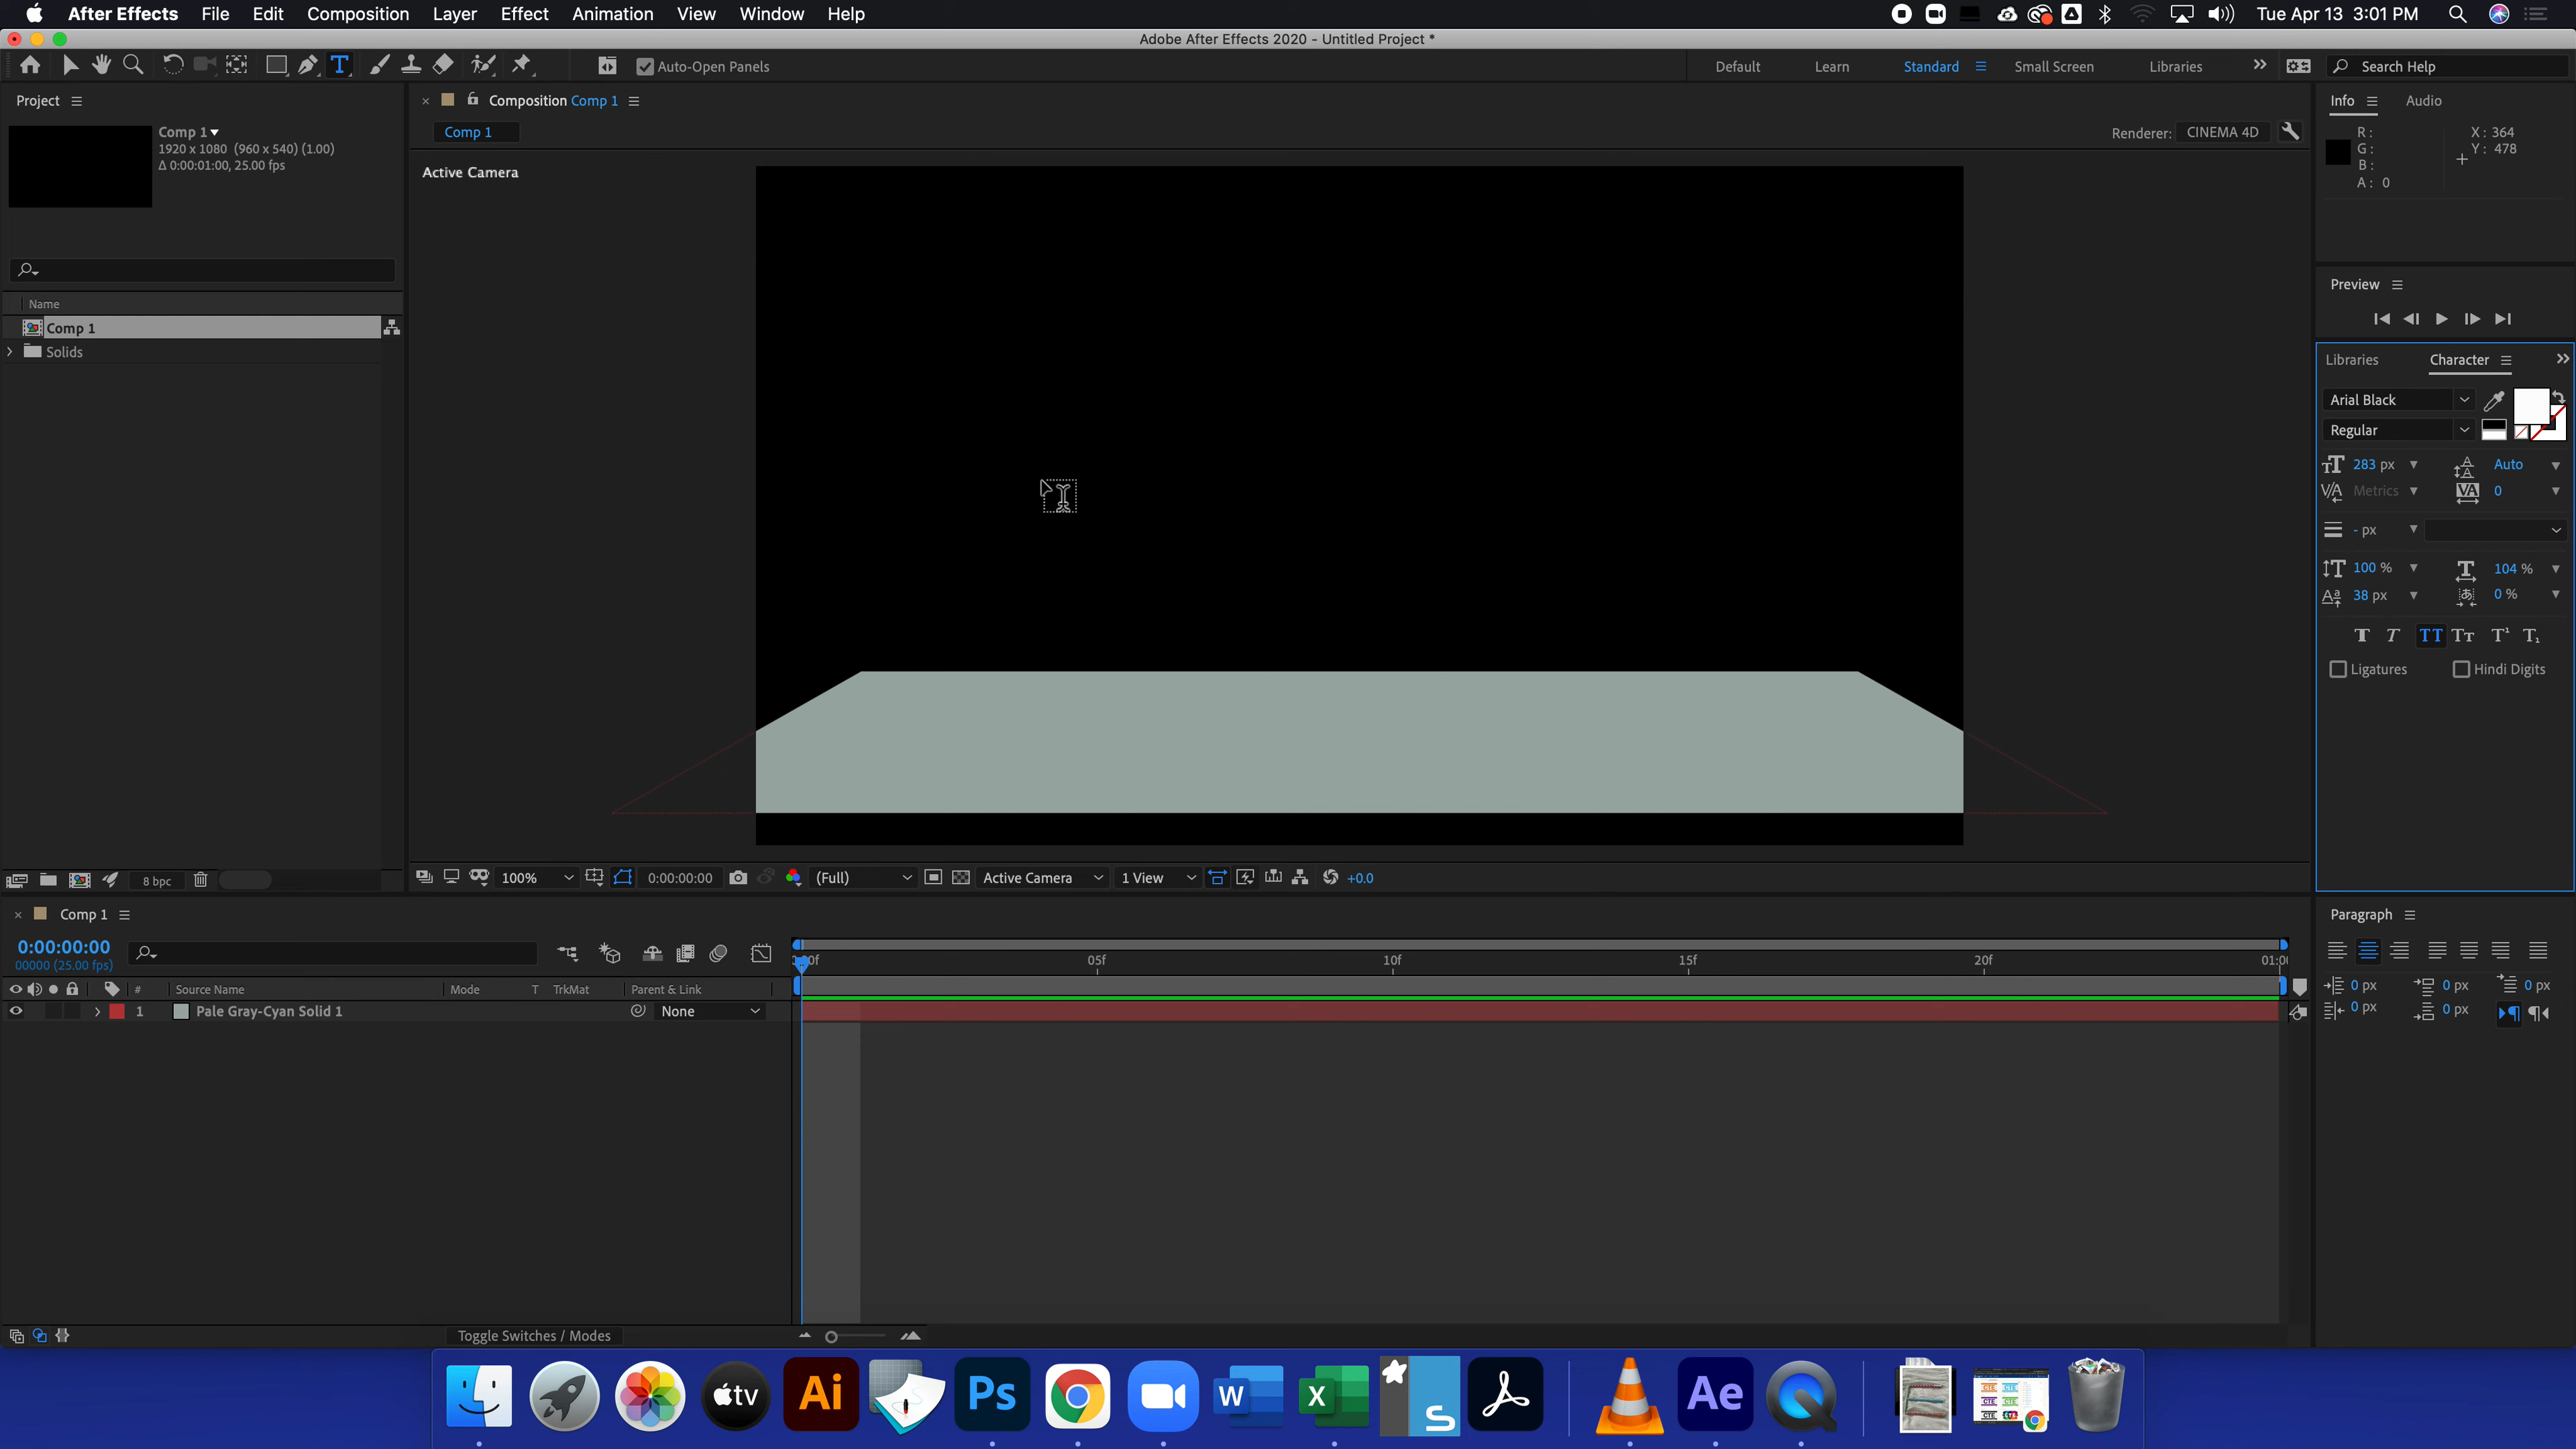 After Effects File Edit Composition Layer Effect Animation View Window Help Tue Apr 13 3:01 PM
Adobe After Effects 2020 - Untitled Project *
Auto-Open Panels Default Learn Standard Small Screen Libraries Search Help
Project
Comp 1
1920 x 1080 (960 x 540) (1.00)
Δ 0:00:01:00, 25.00 fps
Name
Comp 1
Solids
8 bpc
Composition Comp 1
Comp 1
Renderer: CINEMA 4D
Active Camera
100% 0:00:00:00 (Full) Active Camera 1 View +0.0
Info Audio
R: X: 364
G: Y: 478
B:
A: 0
Preview
Libraries Character
Arial Black
Regular
283 px Auto
Metrics 0
- px
100 % 104 %
38 px 0 %
Ligatures Hindi Digits
Comp 1
0:00:00:00
00000 (25.00 fps)
# Source Name Mode T TrkMat Parent & Link
1 Pale Gray-Cyan Solid 1 None
05f 10f 15f 20f
Toggle Switches / Modes
Paragraph
0 px 0 px 0 px
0 px 0 px
tv Ai Ps W X S Ae